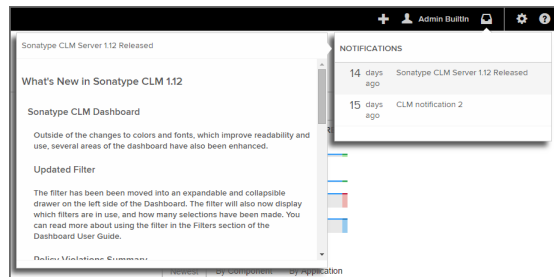 Admin Builtin
Sonatype CLM Server 1.12 Released
NOTIFICATIONS
14 days ago
Sonatype CLM Server 1.12 Released
15 days ago
CLM notification 2
What's New in Sonatype CLM 1.12
Sonatype CLM Dashboard
Outside of the changes to colors and fonts, which improve readability and
use, several areas of the dashboard have also been enhanced.
Updated Filter
The filter has been been moved into an expandable and collapsible
drawer on the left side of the Dashboard. The filter will also now display
which filters are in use, and how many selections have been made. You
can read more about using the filter in the Filters section of the
Dashboard User Guide.
Policy Violations Summary
Newest By Component By Application